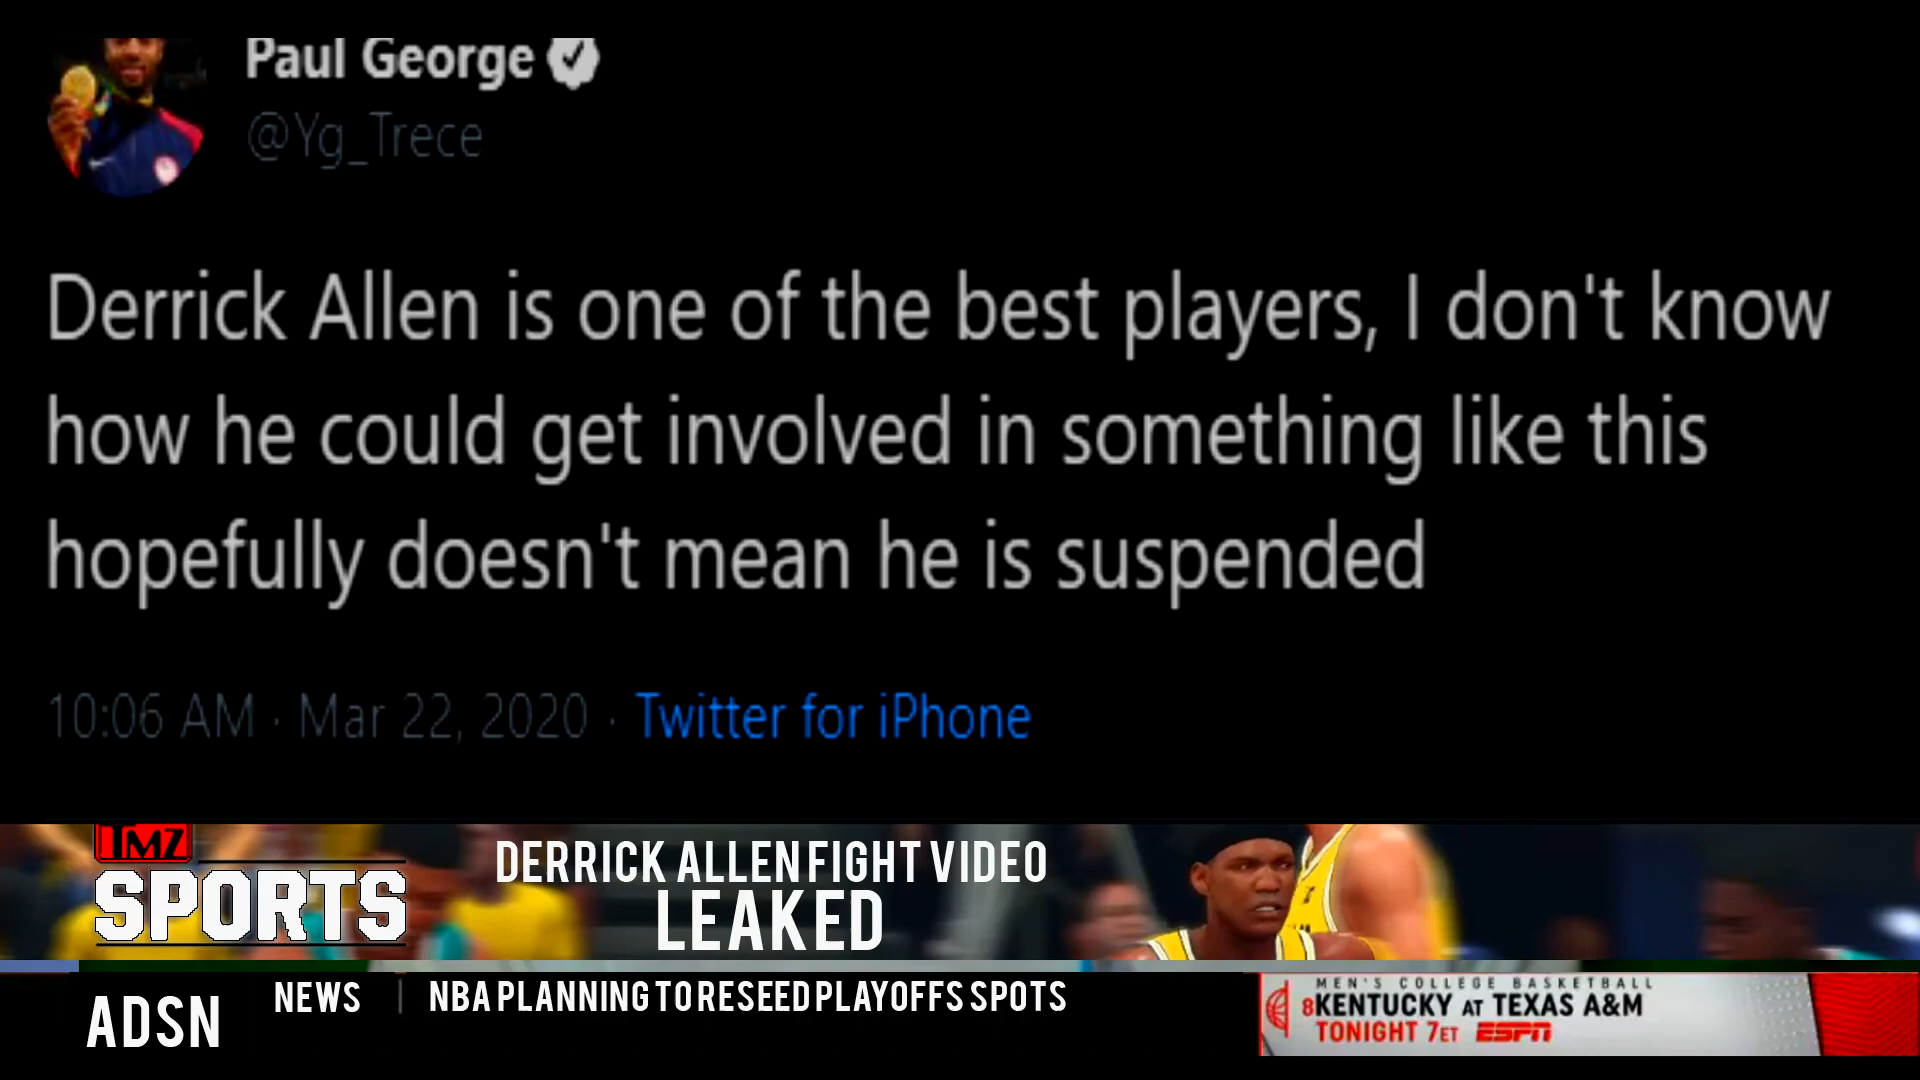 Paul George
@Yg_Trece
Derrick Allen is one of the best players, I don't know
how he could get involved in something like this
hopefully doesn't mean he is suspended
10:06 AM · Mar 22, 2020 · Twitter for iPhone
TMZ
SPORTS
DERRICK ALLEN FIGHT VIDEO
LEAKED
ADSN
NEWS | NBA PLANNING TO RESEED PLAYOFFS SPOTS
MEN'S COLLEGE BASKETBALL
8KENTUCKY AT TEXAS A&M
TONIGHT 7ET ESPN